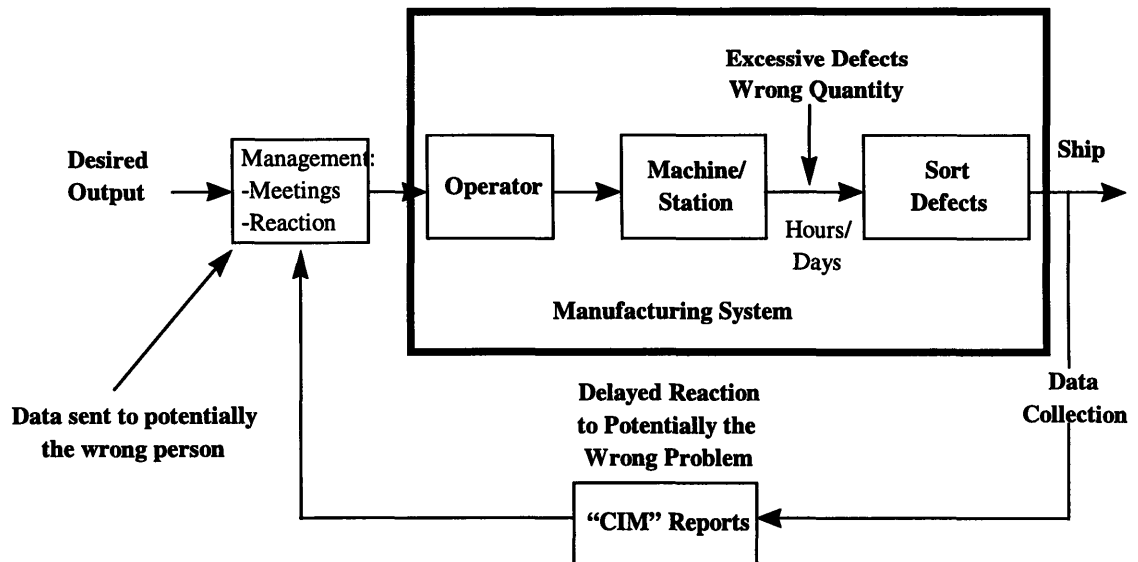 Excessive Defects
Wrong Quantity
Desired
Output
Management:
-Meetings
-Reaction
Operator
Machine/
Station
Hours/
Days
Sort
Defects
Ship
Manufacturing System
Data sent to potentially
the wrong person
Delayed Reaction
to Potentially the
Wrong Problem
Data
Collection
“CIM” Reports